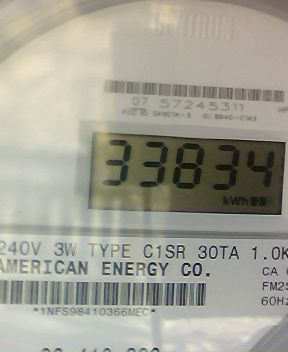 07 57245311
33834
kWh
240V 3W TYPE C1SR 30TA 1.0K
AMERICAN ENERGY CO.
CA
FM2S
60Hz
*1NFS98410366MEC*